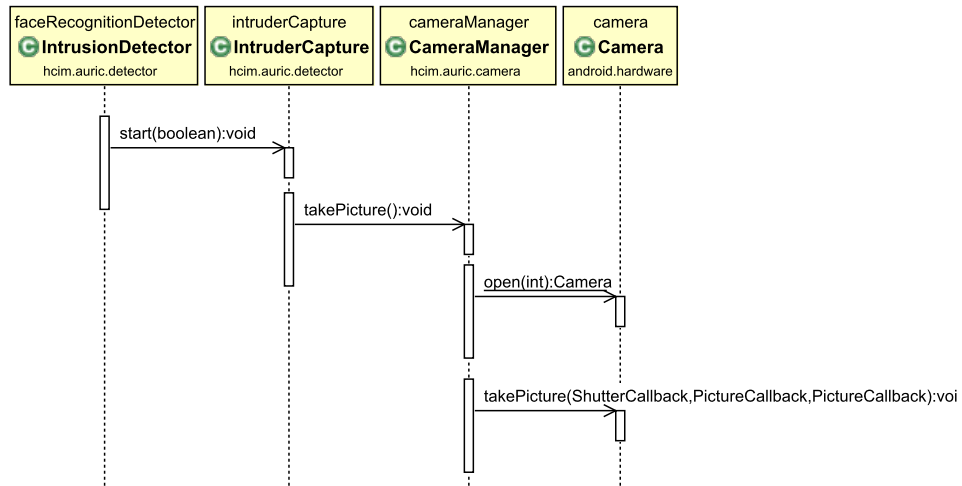 faceRecognitionDetector
C IntrusionDetector
hcim.auric.detector
intruderCapture
C IntruderCapture
hcim.auric.detector
cameraManager
C CameraManager
hcim.auric.camera
camera
C Camera
android.hardware
start(boolean):void
takePicture():void
open(int):Camera
takePicture(ShutterCallback,PictureCallback,PictureCallback):voi